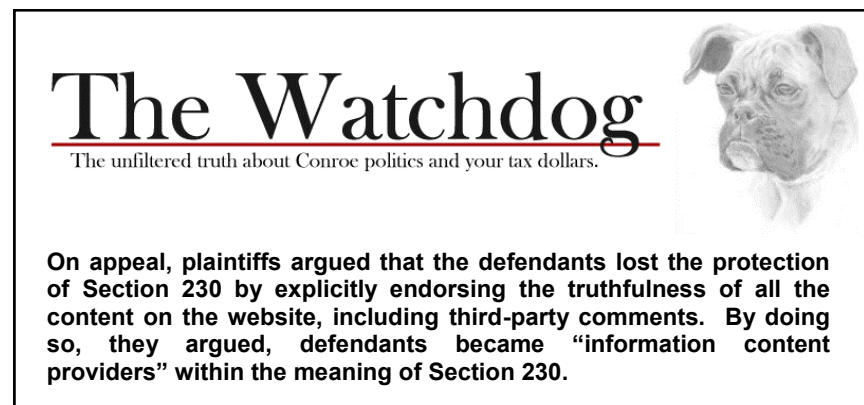 The Watchdog
The unfiltered truth about Conroe politics and your tax dollars.
On appeal, plaintiffs argued that the defendants lost the protection
of Section 230 by explicitly endorsing the truthfulness of all the
content on the website, including third-party comments.  By doing
so, they argued, defendants became “information content
providers” within the meaning of Section 230.